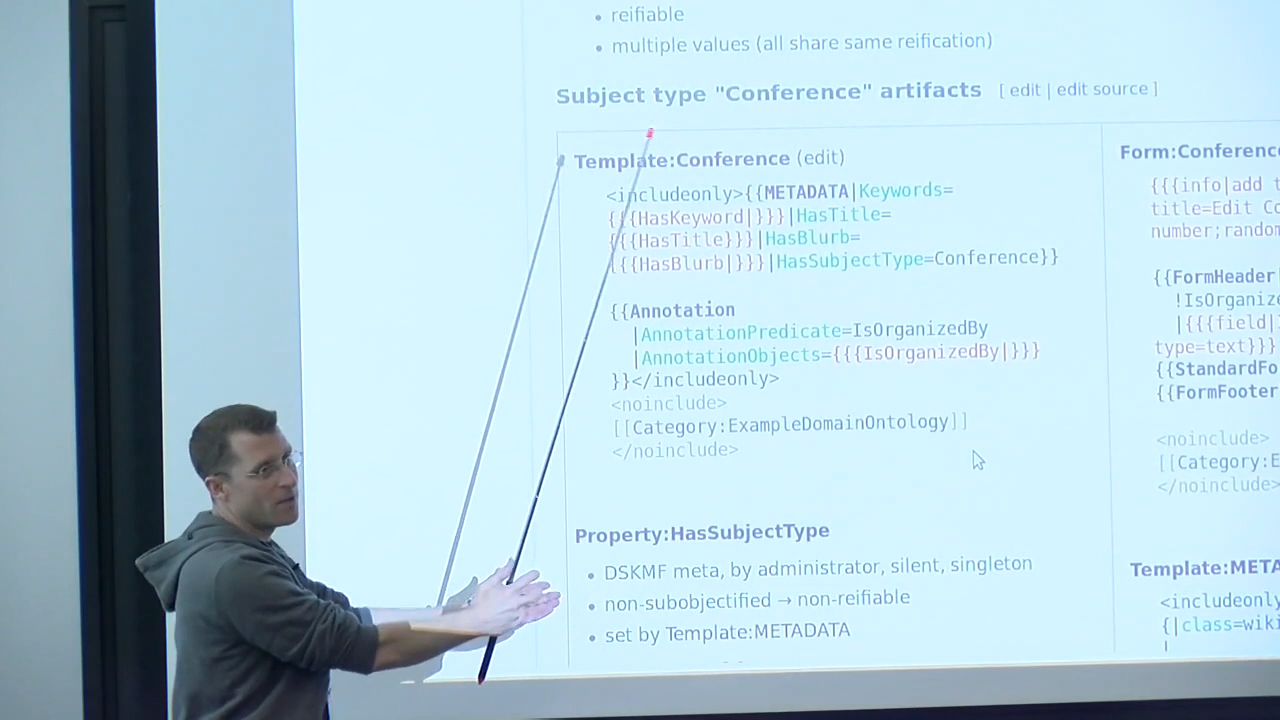 reifiable
multiple values (all share same reification)
Subject type "Conference" artifacts [ edit | edit source ]
Template:Conference (edit)
<includeonly>{{METADATA|Keywords=
{{{HasKeyword|}}}|HasTitle=
{{{HasTitle}}}|HasBlurb=
{{{HasBlurb|}}}|HasSubjectType=Conference}}
{{Annotation
|AnnotationPredicate=IsOrganizedBy
|AnnotationObjects={{{IsOrganizedBy|}}}
}}</includeonly>
<noinclude>
[[Category:ExampleDomainOntology]]
</noinclude>
Property:HasSubjectType
DSKMF meta, by administrator, silent, singleton
non-subobjectified → non-reifiable
set by Template:METADATA
Form:Conference
{{{info|add t
title=Edit Co
number;random
{{FormHeader
!IsOrganize
|{{{field|
type=text}}}
{{StandardFo
{{FormFooter
<noinclude>
[[Category:E
</noinclude>
Template:META
<includeonly
{|class=wiki
|